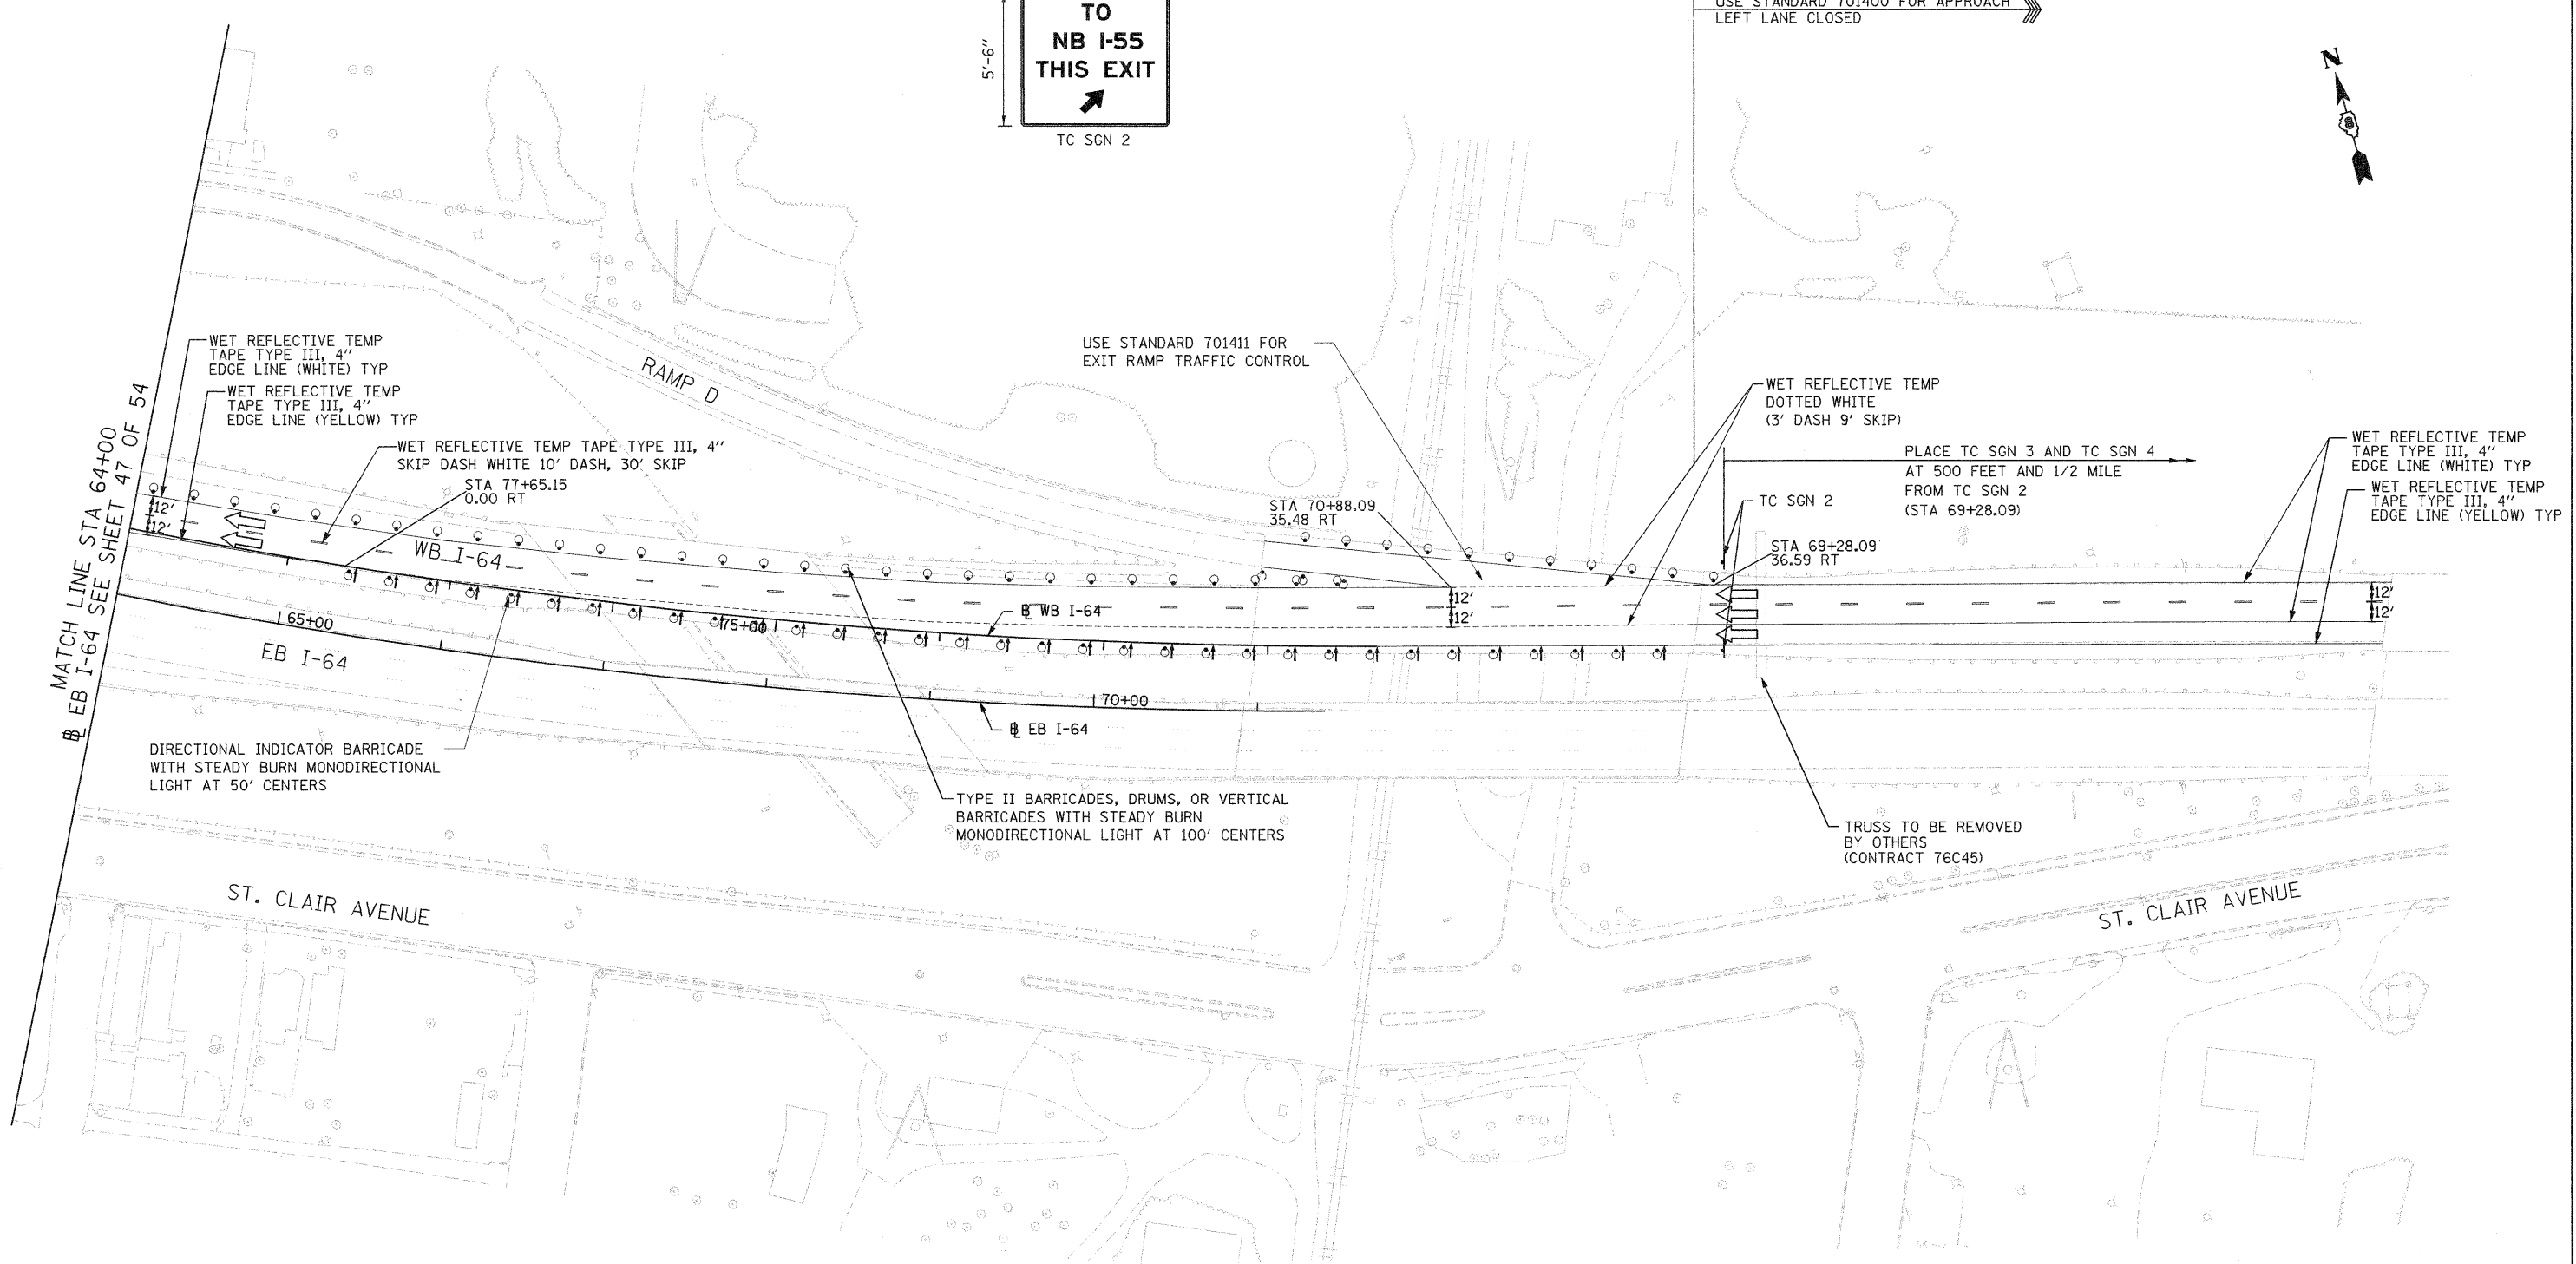 TO
NB I-55
THIS EXIT
5'-6"
TC SGN 2
USE STANDARD 701400 FOR APPROACH
LEFT LANE CLOSED
N
WET REFLECTIVE TEMP
TAPE TYPE III, 4"
EDGE LINE (WHITE) TYP
WET REFLECTIVE TEMP
TAPE TYPE III, 4"
EDGE LINE (YELLOW) TYP
WET REFLECTIVE TEMP TAPE TYPE III, 4"
SKIP DASH WHITE 10' DASH, 30' SKIP
STA 77+65.15
0.00 RT
RAMP D
USE STANDARD 701411 FOR
EXIT RAMP TRAFFIC CONTROL
WET REFLECTIVE TEMP
DOTTED WHITE
(3' DASH 9' SKIP)
PLACE TC SGN 3 AND TC SGN 4
AT 500 FEET AND 1/2 MILE
FROM TC SGN 2
(STA 69+28.09)
TC SGN 2
STA 70+88.09
35.48 RT
STA 69+28.09
36.59 RT
WET REFLECTIVE TEMP
TAPE TYPE III, 4"
EDGE LINE (WHITE) TYP
WET REFLECTIVE TEMP
TAPE TYPE III, 4"
EDGE LINE (YELLOW) TYP
MATCH LINE STA 64+00
℄ EB I-64 SEE SHEET 47 OF 54
12'
12'
WB I-64
12'
12'
12'
12'
B WB I-64
65+00
75+00
EB I-64
70+00
B EB I-64
DIRECTIONAL INDICATOR BARRICADE
WITH STEADY BURN MONODIRECTIONAL
LIGHT AT 50' CENTERS
TYPE II BARRICADES, DRUMS, OR VERTICAL
BARRICADES WITH STEADY BURN
MONODIRECTIONAL LIGHT AT 100' CENTERS
TRUSS TO BE REMOVED
BY OTHERS
(CONTRACT 76C45)
ST. CLAIR AVENUE
ST. CLAIR AVENUE